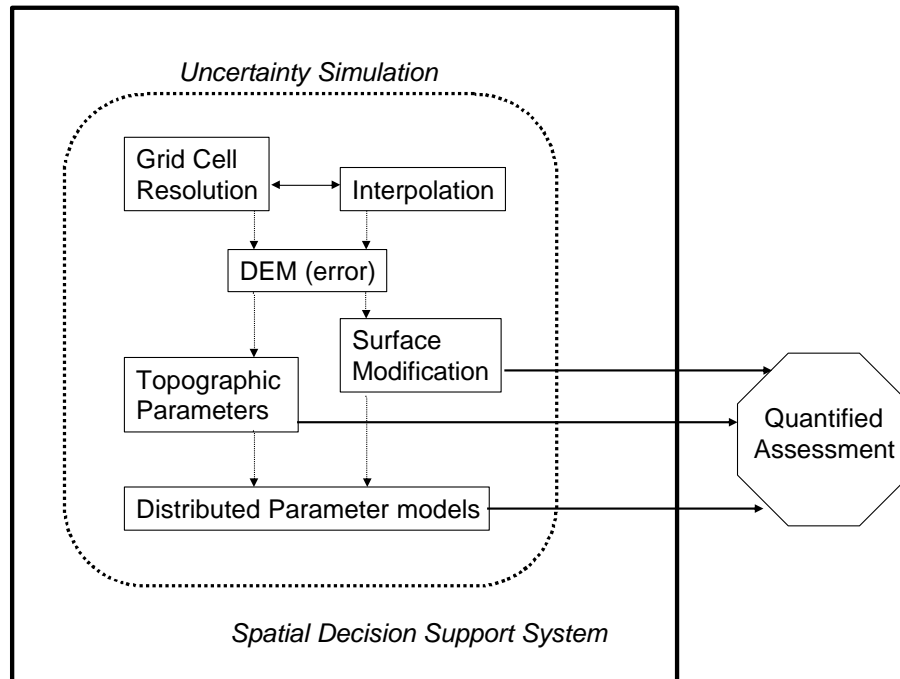 Uncertainty Simulation
Grid Cell
Resolution
Interpolation
DEM (error)
Surface
Modification
Topographic
Parameters
Quantified
Assessment
Distributed Parameter models
Spatial Decision Support System